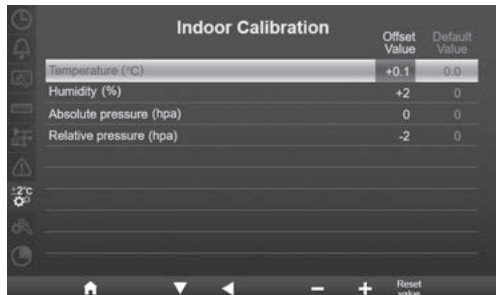 Indoor Calibration
Offset Value
Default Value
Temperature (°C) +0.1 0.0
Humidity (%) +2 0
Absolute pressure (hpa) 0 0
Relative pressure (hpa) -2 0
±2°C
− + Reset value